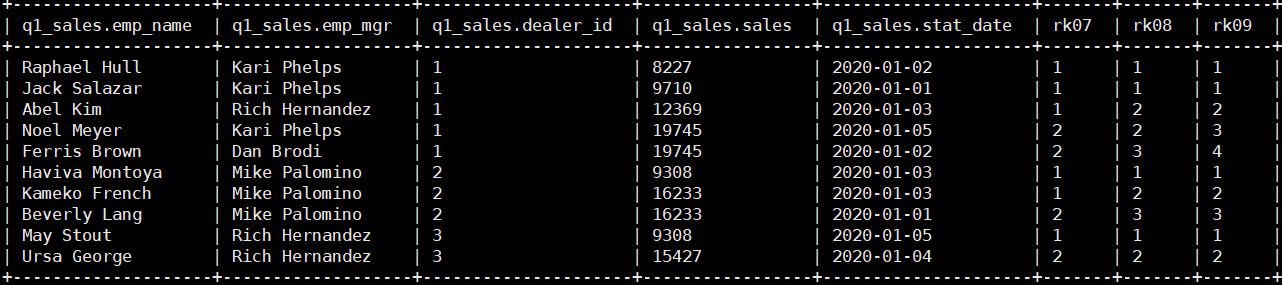 | q1_sales.emp_name | q1_sales.emp_mgr | q1_sales.dealer_id | q1_sales.sales | q1_sales.stat_date | rk07 | rk08 | rk09 |
| Raphael Hull | Kari Phelps | 1 | 8227 | 2020-01-02 | 1 | 1 | 1 |
| Jack Salazar | Kari Phelps | 1 | 9710 | 2020-01-01 | 1 | 1 | 1 |
| Abel Kim | Rich Hernandez | 1 | 12369 | 2020-01-03 | 1 | 2 | 2 |
| Noel Meyer | Kari Phelps | 1 | 19745 | 2020-01-05 | 2 | 2 | 3 |
| Ferris Brown | Dan Brodi | 1 | 19745 | 2020-01-02 | 2 | 3 | 4 |
| Haviva Montoya | Mike Palomino | 2 | 9308 | 2020-01-03 | 1 | 1 | 1 |
| Kameko French | Mike Palomino | 2 | 16233 | 2020-01-03 | 1 | 2 | 2 |
| Beverly Lang | Mike Palomino | 2 | 16233 | 2020-01-01 | 2 | 3 | 3 |
| May Stout | Rich Hernandez | 3 | 9308 | 2020-01-05 | 1 | 1 | 1 |
| Ursa George | Rich Hernandez | 3 | 15427 | 2020-01-04 | 2 | 2 | 2 |